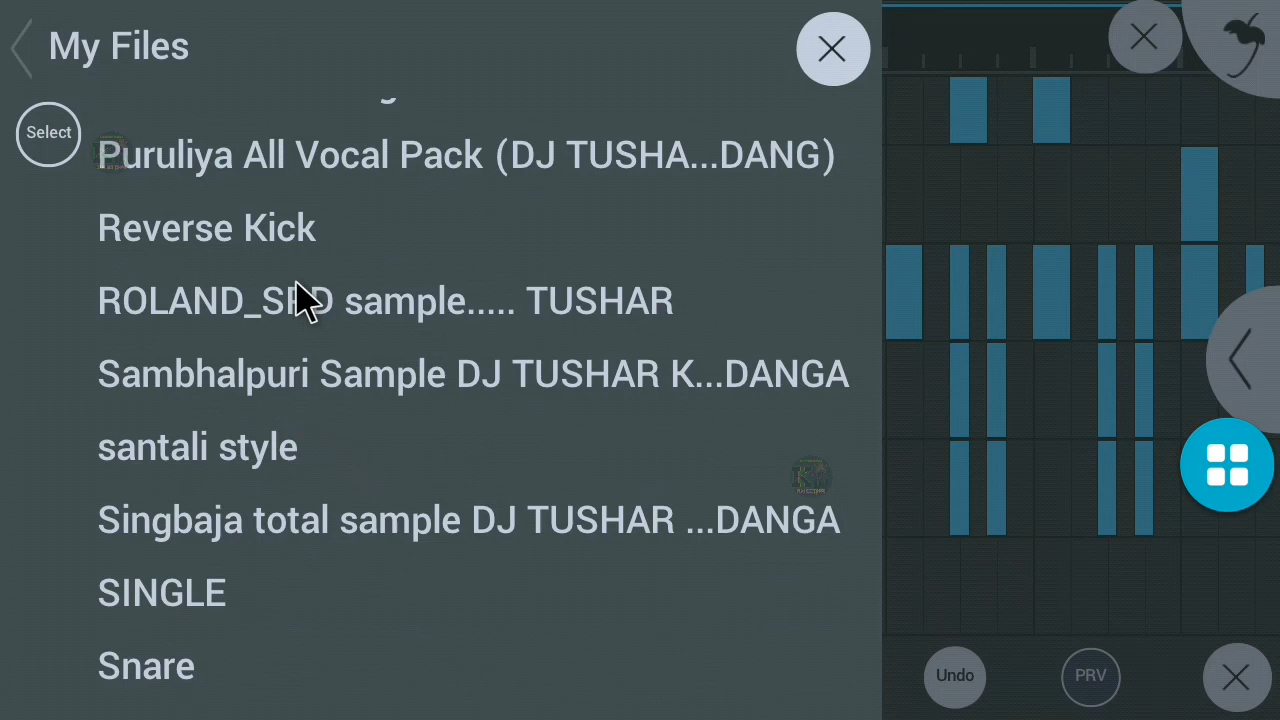 My Files
Select
Puruliya All Vocal Pack (DJ TUSHA...DANG)
Reverse Kick
ROLAND_SPD sample..... TUSHAR
Sambhalpuri Sample DJ TUSHAR K...DANGA
santali style
Singbaja total sample DJ TUSHAR ...DANGA
SINGLE
Snare
Undo
PRV